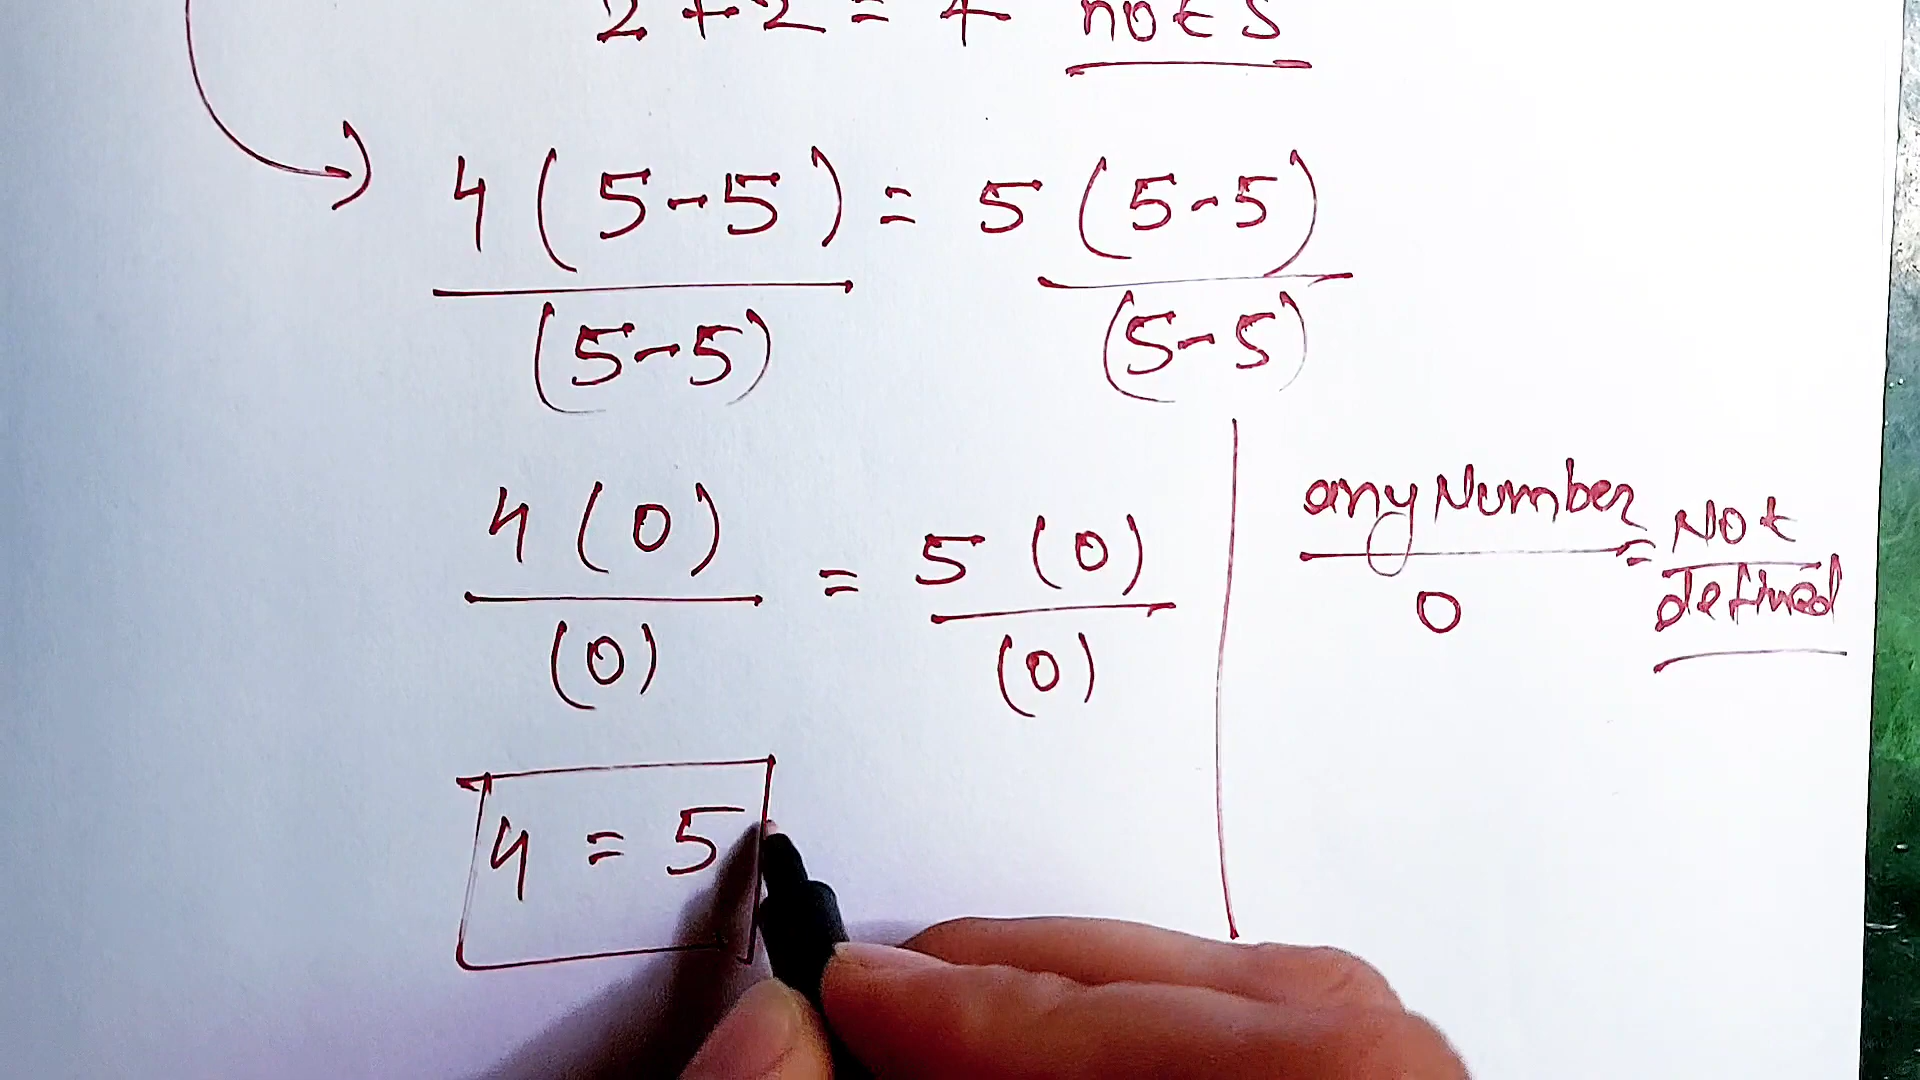 2 + 2 = 4 not 5
4 ( 5 - 5 ) = 5 ( 5 - 5 )
( 5 - 5 ) ( 5 - 5 )
4 ( 0 ) = 5 ( 0 )
( 0 ) ( 0 )
any Number = Not defined
0
4 = 5